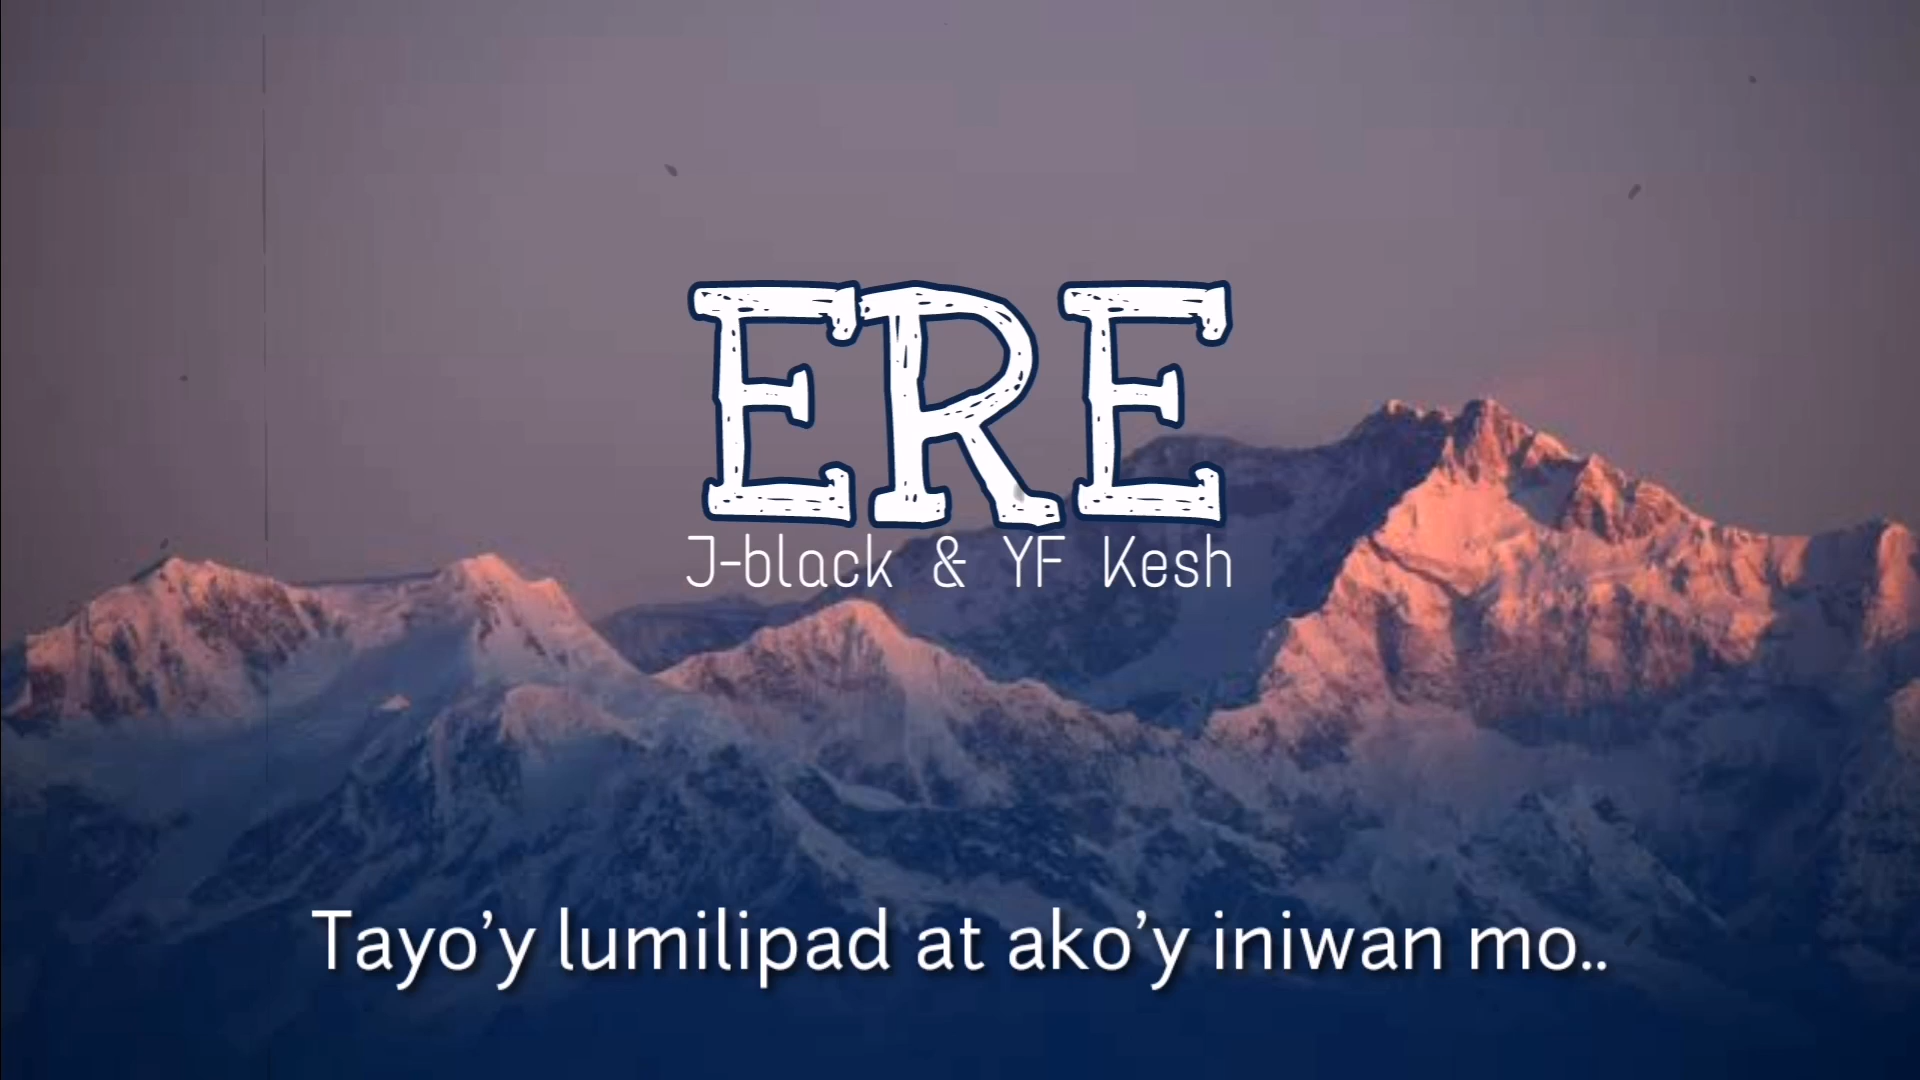 ERE
J-black & YF Kesh
Tayo’y lumilipad at ako’y iniwan mo..